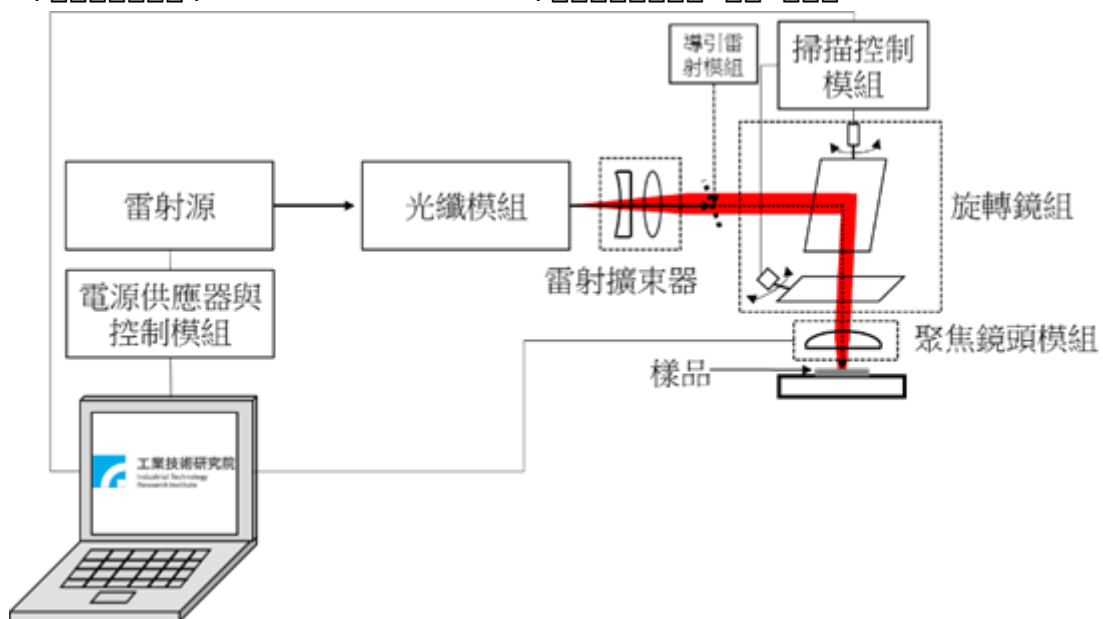 導引雷
射模組
掃描控制
模組
雷射源
光纖模組
旋轉鏡組
雷射擴束器
電源供應器與
控制模組
聚焦鏡頭模組
樣品
工業技術研究院
Industrial Technology
Research Institute